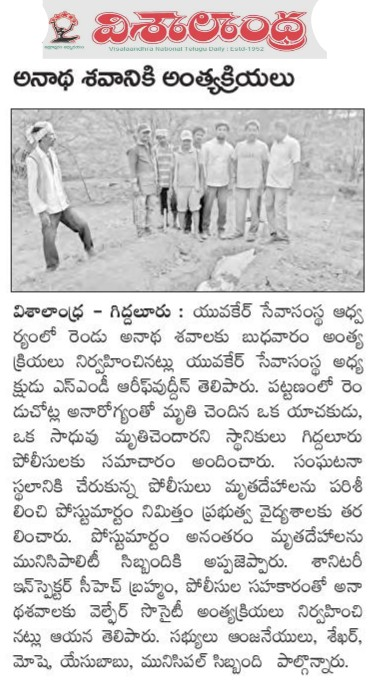 విశాలాంధ్ర
Visalaandhra National Telugu Daily : Estd-1952
అనాథ శవానికి అంత్యక్రియలు
విశాలాంధ్ర – గిద్దలూరు : యువకేర్ సేవాసంస్థ ఆధ్వ
ర్యంలో రెండు అనాథ శవాలకు బుధవారం అంత్య
క్రియలు నిర్వహించినట్లు యువకేర్ సేవాసంస్థ అధ్య
క్షుడు ఎస్ఎండీ ఆరీఫ్వుద్దీన్ తెలిపారు. పట్టణంలో రెం
డుచోట్ల అనారోగ్యంతో మృతి చెందిన ఒక యాచకుడు,
ఒక సాధువు మృతిచెందారని స్థానికులు గిద్దలూరు
పోలీసులకు సమాచారం అందించారు. సంఘటనా
స్థలానికి చేరుకున్న పోలీసులు మృతదేహాలను పరిశీ
లించి పోస్టుమార్టం నిమిత్తం ప్రభుత్వ వైద్యశాలకు తర
లించారు. పోస్టుమార్టం అనంతరం మృతదేహాలను
మునిసిపాలిటీ సిబ్బందికి అప్పజెప్పారు. శానిటరీ
ఇన్‌స్పెక్టర్ సీహెచ్ బ్రహ్మం, పోలీసుల సహకారంతో అనా
థశవాలకు వెల్ఫేర్ సొసైటీ అంత్యక్రియలు నిర్వహించి
నట్లు ఆయన తెలిపారు. సభ్యులు ఆంజనేయులు, శేఖర్,
మోషె, యేసుబాబు, మునిసిపల్ సిబ్బంది పాల్గొన్నారు.